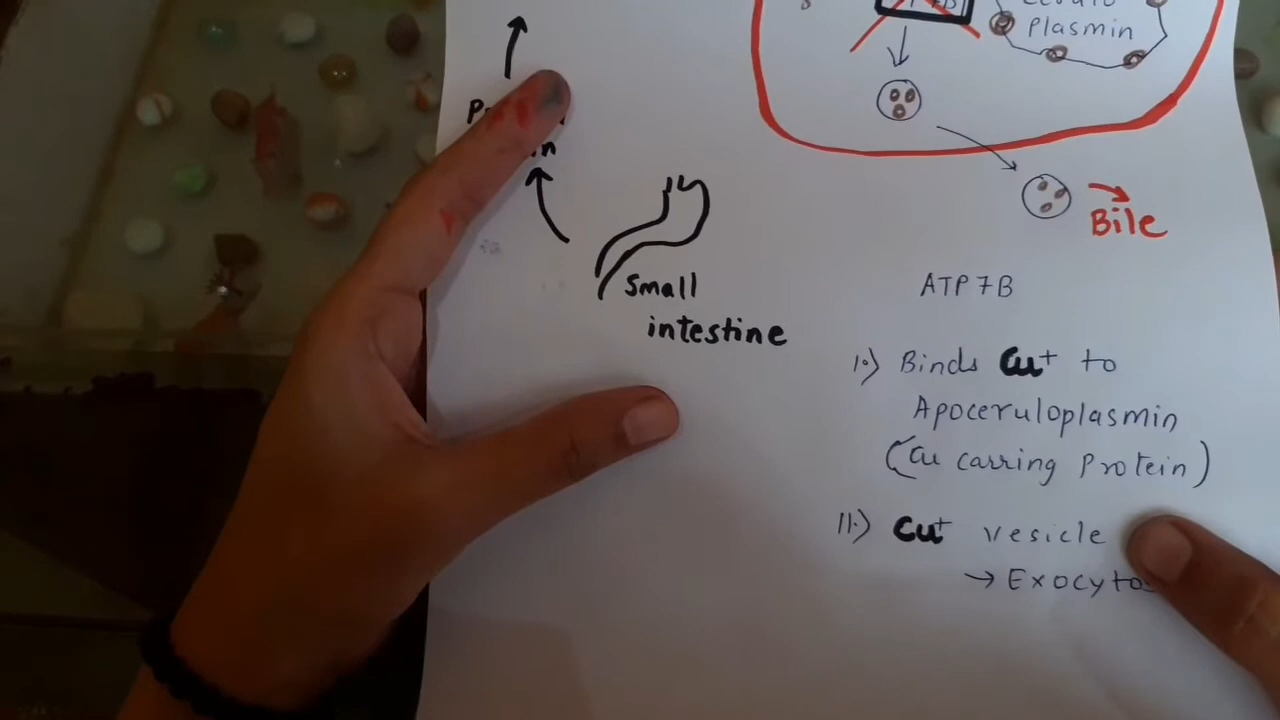 Plasmin
Bile
Small
intestine
ATP7B
I.) Binds Cu+ to
Apoceruloplasmin
(Cu carring Protein)
II.) Cu+ vesicle
→ Exocyto